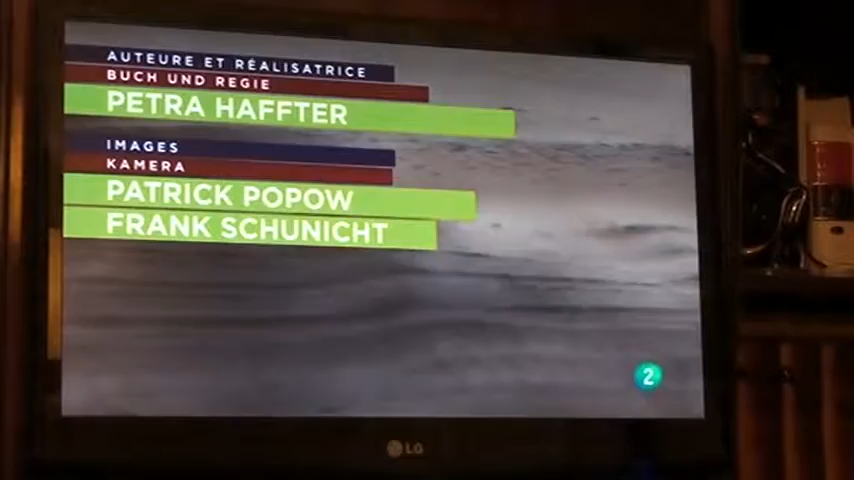 AUTEURE ET RÉALISATRICE
BUCH UND REGIE
PETRA HAFFTER
IMAGES
KAMERA
PATRICK POPOW
FRANK SCHUNICHT
2
LG